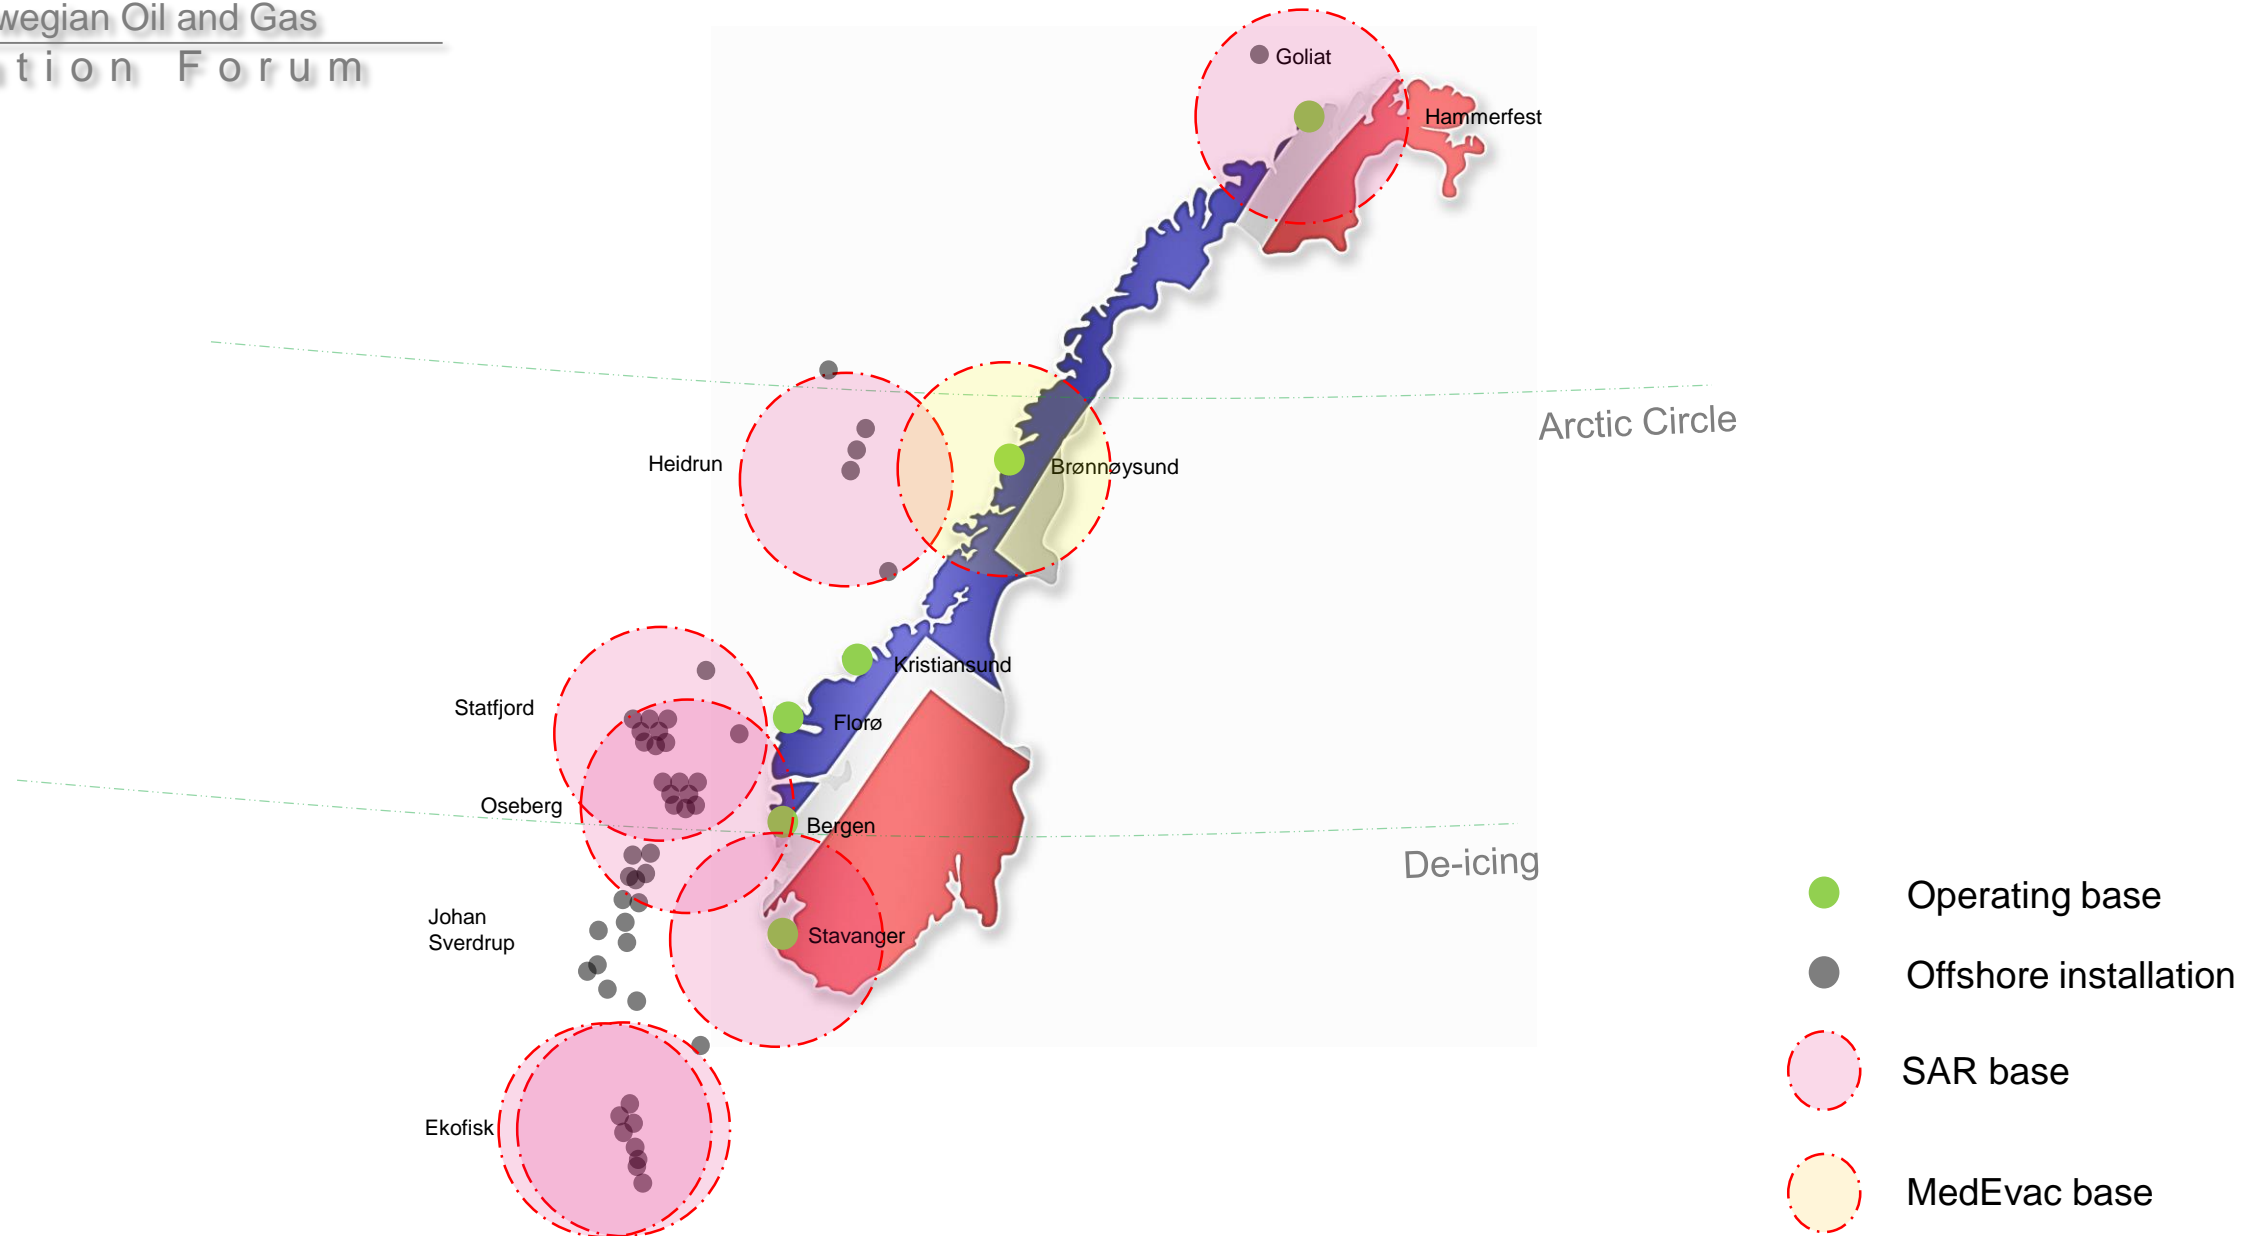 wegian Oil and Gas
tion Forum
Goliat
Hammerfest
Arctic Circle
Heidrun
Brønnøysund
Kristiansund
Statfjord
Florø
Oseberg
Bergen
De-icing
Johan
Sverdrup
Stavanger
Ekofisk
Operating base
Offshore installation
SAR base
MedEvac base